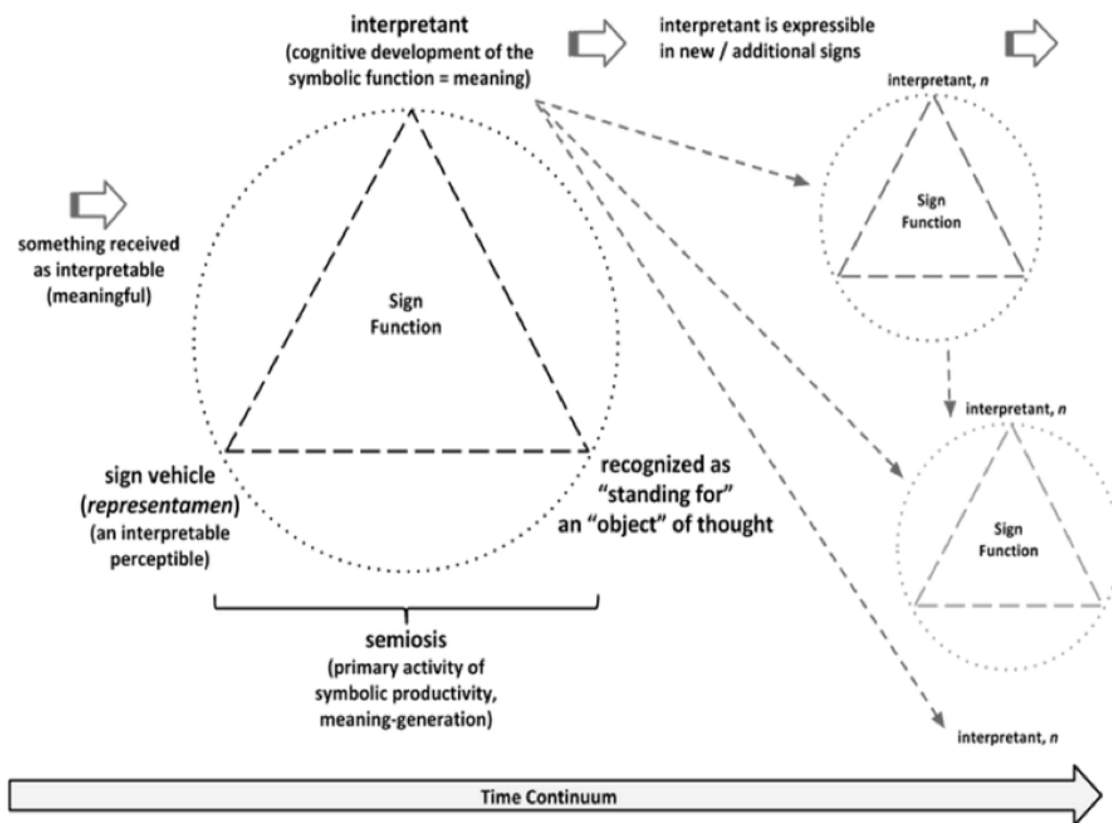 interpretant
(cognitive development of the
symbolic function = meaning)
interpretant is expressible
in new / additional signs
interpretant, n
Sign
Function
something received
as interpretable
(meaningful)
Sign
Function
interpretant, n
Sign
Function
sign vehicle
(representamen)
(an interpretable
perceptible)
recognized as
“standing for”
an “object” of thought
semiosis
(primary activity of
symbolic productivity,
meaning-generation)
interpretant, n
Time Continuum